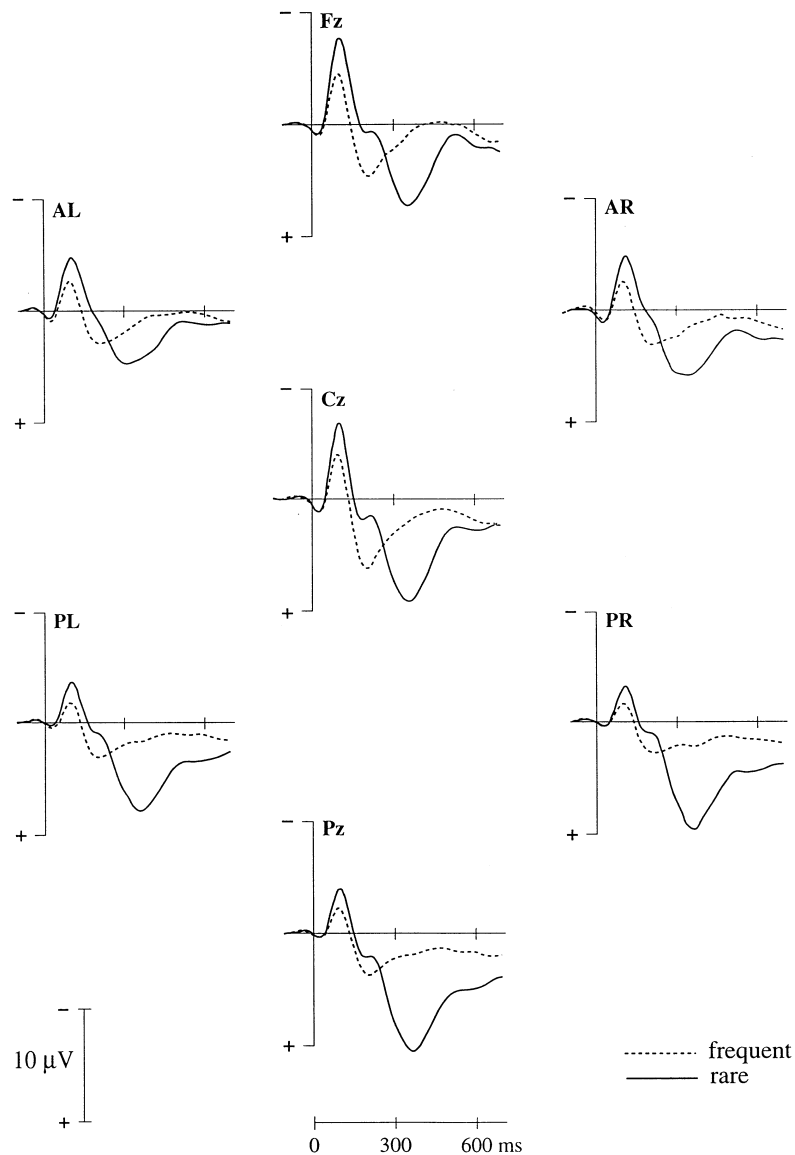 −
Fz
+
−
AL
+
−
AR
+
−
Cz
+
−
PL
+
−
PR
+
−
Pz
+
−
10 µV
+
frequent
rare
0 300 600 ms